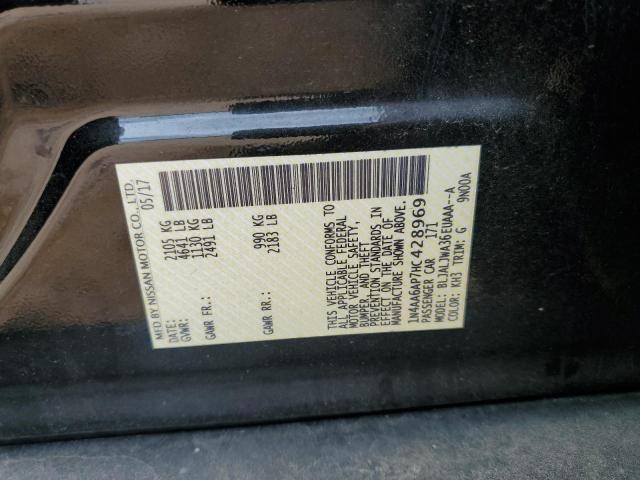 MFD BY NISSAN MOTOR CO., LTD.
DATE: 05/17
GVWR: 2105 KG
4641 LB
GAWR FR.: 1130 KG
2491 LB
GAWR RR.: 990 KG
2183 LB
THIS VEHICLE CONFORMS TO
ALL APPLICABLE FEDERAL
MOTOR VEHICLE SAFETY,
BUMPER, AND THEFT
PREVENTION STANDARDS IN
EFFECT ON THE DATE OF
MANUFACTURE SHOWN ABOVE.
1N4AA6AP7HC428969
PASSENGER CAR 171
MODEL: BLJALJWA36EUAAA--A
COLOR: KH3 TRIM: G 9N00A